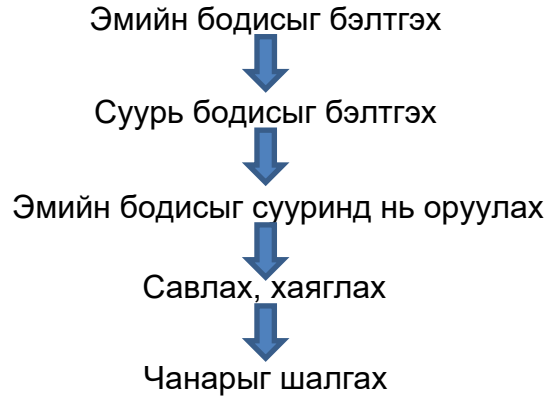 Эмийн бодисыг бэлтгэх
Суурь бодисыг бэлтгэх
Эмийн бодисыг сууринд нь оруулах
Савлах, хаяглах
Чанарыг шалгах